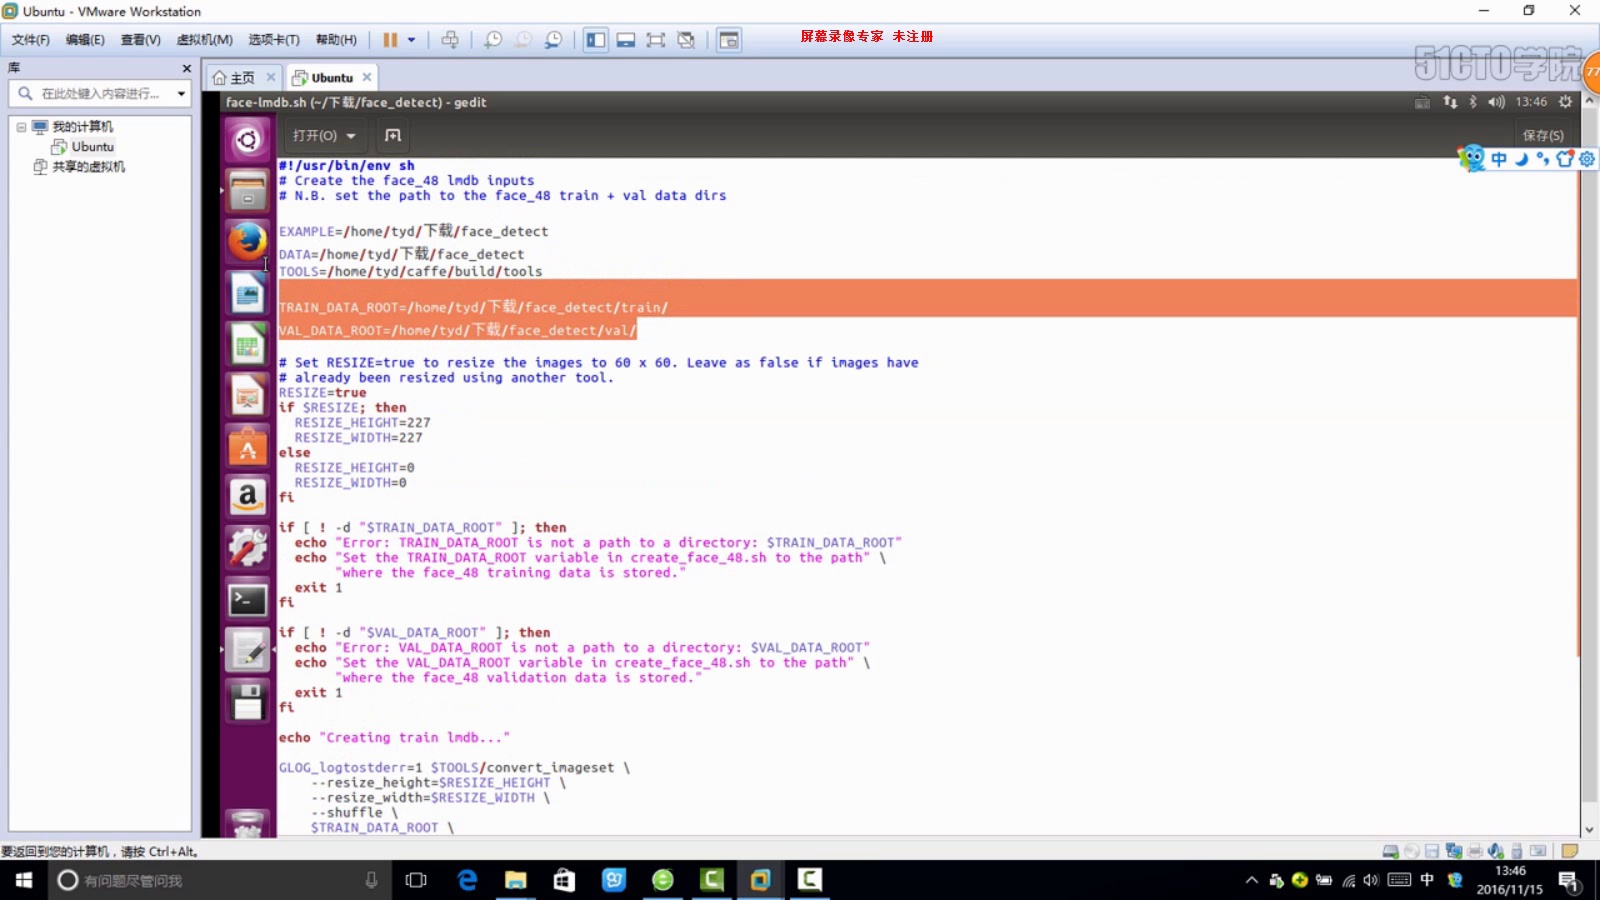 Ubuntu - VMware Workstation
文件(F) 编辑(E) 查看(V) 虚拟机(M) 选项卡(T) 帮助(H)
屏幕录像专家 未注册
51CTO学院
77
库
主页
Ubuntu
在此处键入内容进行...
我的计算机
Ubuntu
共享的虚拟机
face-lmdb.sh (~/下载/face_detect) - gedit
13:46
打开(O)
保存(S)
中
#!/usr/bin/env sh
# Create the face_48 lmdb inputs
# N.B. set the path to the face_48 train + val data dirs
EXAMPLE=/home/tyd/下载/face_detect
DATA=/home/tyd/下载/face_detect
TOOLS=/home/tyd/caffe/build/tools
TRAIN_DATA_ROOT=/home/tyd/下载/face_detect/train/
VAL_DATA_ROOT=/home/tyd/下载/face_detect/val/
# Set RESIZE=true to resize the images to 60 x 60. Leave as false if images have
# already been resized using another tool.
RESIZE=true
if $RESIZE; then
RESIZE_HEIGHT=227
RESIZE_WIDTH=227
else
RESIZE_HEIGHT=0
RESIZE_WIDTH=0
fi
if [ ! -d "$TRAIN_DATA_ROOT" ]; then
echo "Error: TRAIN_DATA_ROOT is not a path to a directory: $TRAIN_DATA_ROOT"
echo "Set the TRAIN_DATA_ROOT variable in create_face_48.sh to the path" \
"where the face_48 training data is stored."
exit 1
fi
if [ ! -d "$VAL_DATA_ROOT" ]; then
echo "Error: VAL_DATA_ROOT is not a path to a directory: $VAL_DATA_ROOT"
echo "Set the VAL_DATA_ROOT variable in create_face_48.sh to the path" \
"where the face_48 validation data is stored."
exit 1
fi
echo "Creating train lmdb..."
GLOG_logtostderr=1 $TOOLS/convert_imageset \
--resize_height=$RESIZE_HEIGHT \
--resize_width=$RESIZE_WIDTH \
--shuffle \
$TRAIN_DATA_ROOT \
要返回到您的计算机，请按 Ctrl+Alt。
有问题尽管问我
中
13:46
2016/11/15
1